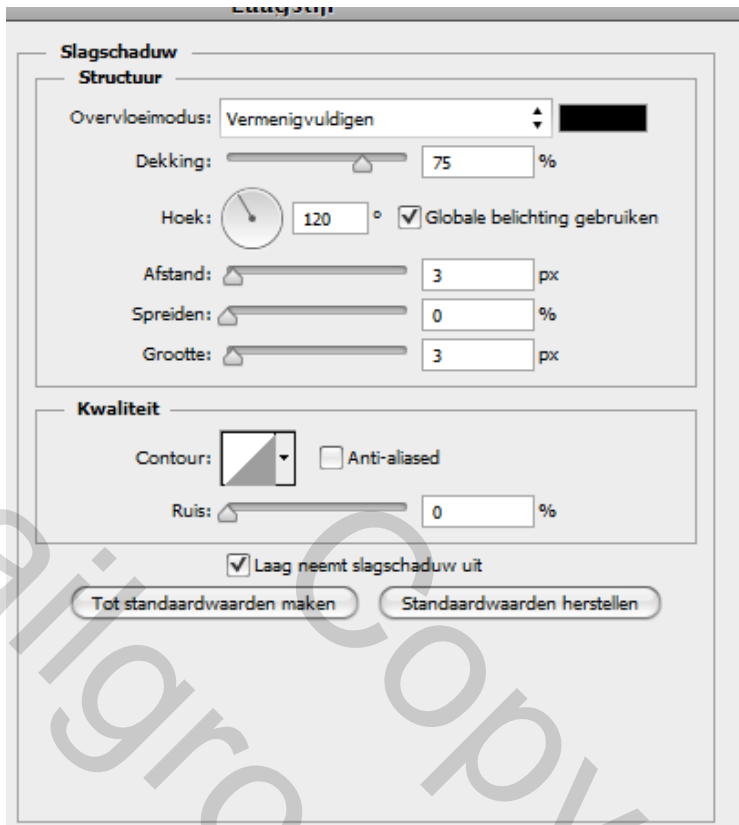 Laagstijl
Slagschaduw
Structuur
Overvloeimodus: Vermenigvuldigen
Dekking: 75 %
Hoek: 120 ° Globale belichting gebruiken
Afstand: 3 px
Spreiden: 0 %
Grootte: 3 px
Kwaliteit
Contour: Anti-aliased
Ruis: 0 %
Laag neemt slagschaduw uit
Tot standaardwaarden maken Standaardwaarden herstellen